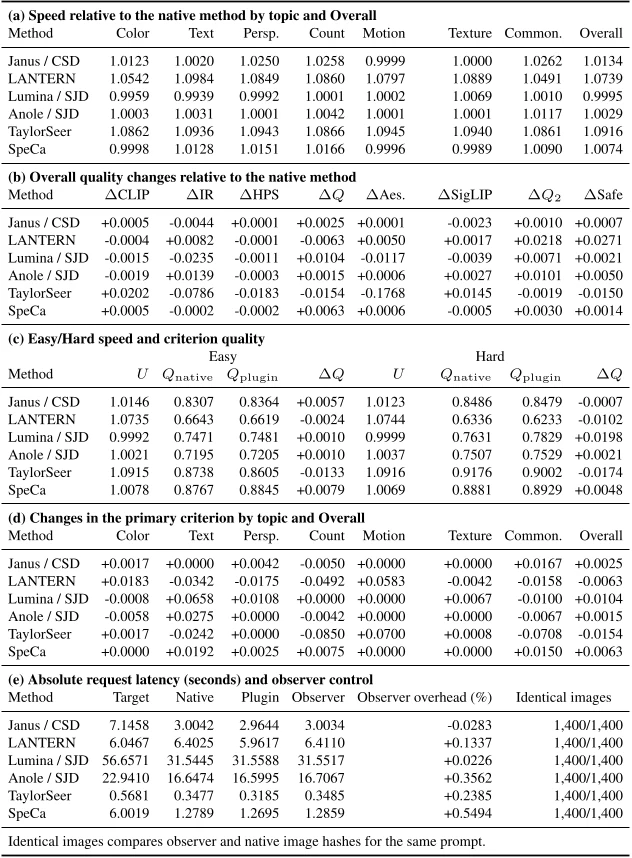 (a) Speed relative to the native method by topic and Overall
Method Color Text Persp. Count Motion Texture Common. Overall
Janus / CSD 1.0123 1.0020 1.0250 1.0258 0.9999 1.0000 1.0262 1.0134
LANTERN 1.0542 1.0984 1.0849 1.0860 1.0797 1.0889 1.0491 1.0739
Lumina / SJD 0.9959 0.9939 0.9992 1.0001 1.0002 1.0069 1.0010 0.9995
Anole / SJD 1.0003 1.0031 1.0001 1.0042 1.0001 1.0001 1.0117 1.0029
TaylorSeer 1.0862 1.0936 1.0943 1.0866 1.0945 1.0940 1.0861 1.0916
SpeCa 0.9998 1.0128 1.0151 1.0166 0.9996 0.9989 1.0090 1.0074
(b) Overall quality changes relative to the native method
Method ΔCLIP ΔIR ΔHPS ΔQ ΔAes. ΔSigLIP ΔQ₂ ΔSafe
Janus / CSD +0.0005 -0.0044 +0.0001 +0.0025 +0.0001 -0.0023 +0.0010 +0.0007
LANTERN -0.0004 +0.0082 -0.0001 -0.0063 +0.0050 +0.0017 +0.0218 +0.0271
Lumina / SJD -0.0015 -0.0235 -0.0011 +0.0104 -0.0117 -0.0039 +0.0071 +0.0021
Anole / SJD -0.0019 +0.0139 -0.0003 +0.0015 +0.0006 +0.0027 +0.0101 +0.0050
TaylorSeer +0.0202 -0.0786 -0.0183 -0.0154 -0.1768 +0.0145 -0.0019 -0.0150
SpeCa +0.0005 -0.0002 -0.0002 +0.0063 +0.0006 -0.0005 +0.0030 +0.0014
(c) Easy/Hard speed and criterion quality
Easy Hard
Method U Qnative Qplugin ΔQ U Qnative Qplugin ΔQ
Janus / CSD 1.0146 0.8307 0.8364 +0.0057 1.0123 0.8486 0.8479 -0.0007
LANTERN 1.0735 0.6643 0.6619 -0.0024 1.0744 0.6336 0.6233 -0.0102
Lumina / SJD 0.9992 0.7471 0.7481 +0.0010 0.9999 0.7631 0.7829 +0.0198
Anole / SJD 1.0021 0.7195 0.7205 +0.0010 1.0037 0.7507 0.7529 +0.0021
TaylorSeer 1.0915 0.8738 0.8605 -0.0133 1.0916 0.9176 0.9002 -0.0174
SpeCa 1.0078 0.8767 0.8845 +0.0079 1.0069 0.8881 0.8929 +0.0048
(d) Changes in the primary criterion by topic and Overall
Method Color Text Persp. Count Motion Texture Common. Overall
Janus / CSD +0.0017 +0.0000 +0.0042 -0.0050 +0.0000 +0.0000 +0.0167 +0.0025
LANTERN +0.0183 -0.0342 -0.0175 -0.0492 +0.0583 -0.0042 -0.0158 -0.0063
Lumina / SJD -0.0008 +0.0658 +0.0108 +0.0000 +0.0000 +0.0067 -0.0100 +0.0104
Anole / SJD -0.0058 +0.0275 +0.0000 -0.0042 +0.0000 +0.0000 -0.0067 +0.0015
TaylorSeer +0.0017 -0.0242 +0.0000 -0.0850 +0.0700 +0.0008 -0.0708 -0.0154
SpeCa +0.0000 +0.0192 +0.0025 +0.0075 +0.0000 +0.0000 +0.0150 +0.0063
(e) Absolute request latency (seconds) and observer control
Method Target Native Plugin Observer Observer overhead (%) Identical images
Janus / CSD 7.1458 3.0042 2.9644 3.0034 -0.0283 1,400/1,400
LANTERN 6.0467 6.4025 5.9617 6.4110 +0.1337 1,400/1,400
Lumina / SJD 56.6571 31.5445 31.5588 31.5517 +0.0226 1,400/1,400
Anole / SJD 22.9410 16.6474 16.5995 16.7067 +0.3562 1,400/1,400
TaylorSeer 0.5681 0.3477 0.3185 0.3485 +0.2385 1,400/1,400
SpeCa 6.0019 1.2789 1.2695 1.2859 +0.5494 1,400/1,400
Identical images compares observer and native image hashes for the same prompt.